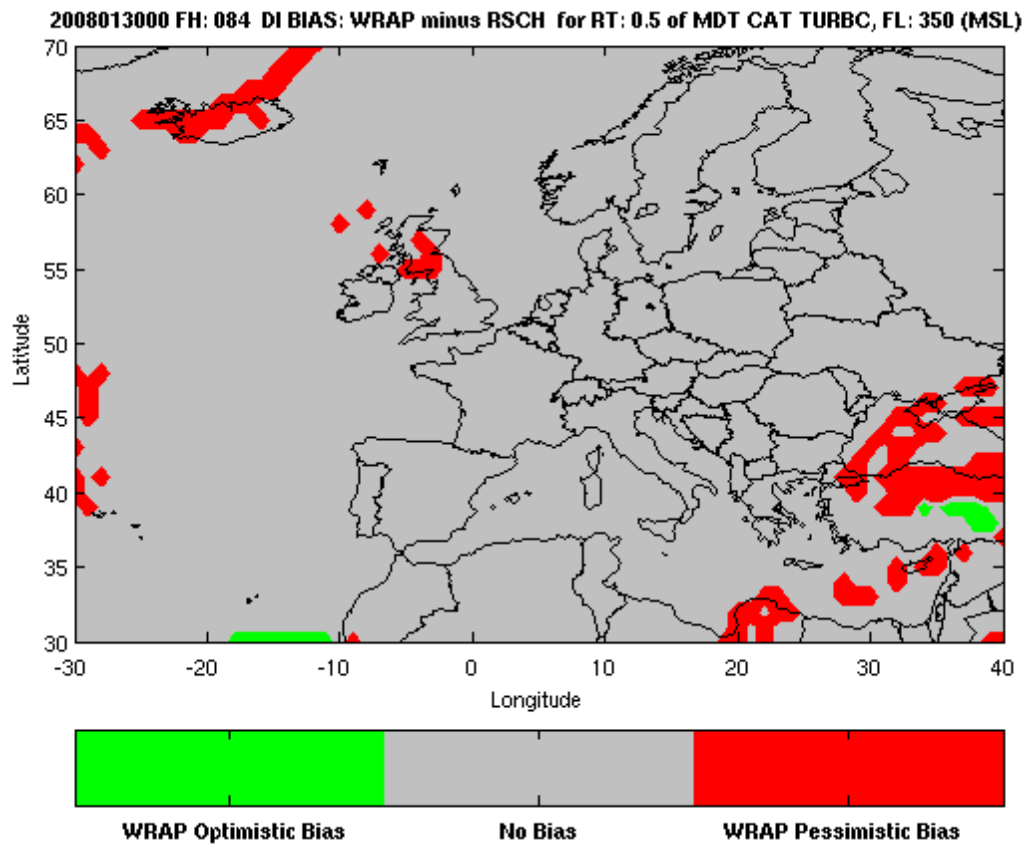 2008013000 FH: 084 DI BIAS: WRAP minus RSCH for RT: 0.5 of MDT CAT TURBC, FL: 350 (MSL)
70
65
60
55
50
45
40
35
30
Latitude
-30
-20
-10
0
10
20
30
40
Longitude
WRAP Optimistic Bias
No Bias
WRAP Pessimistic Bias